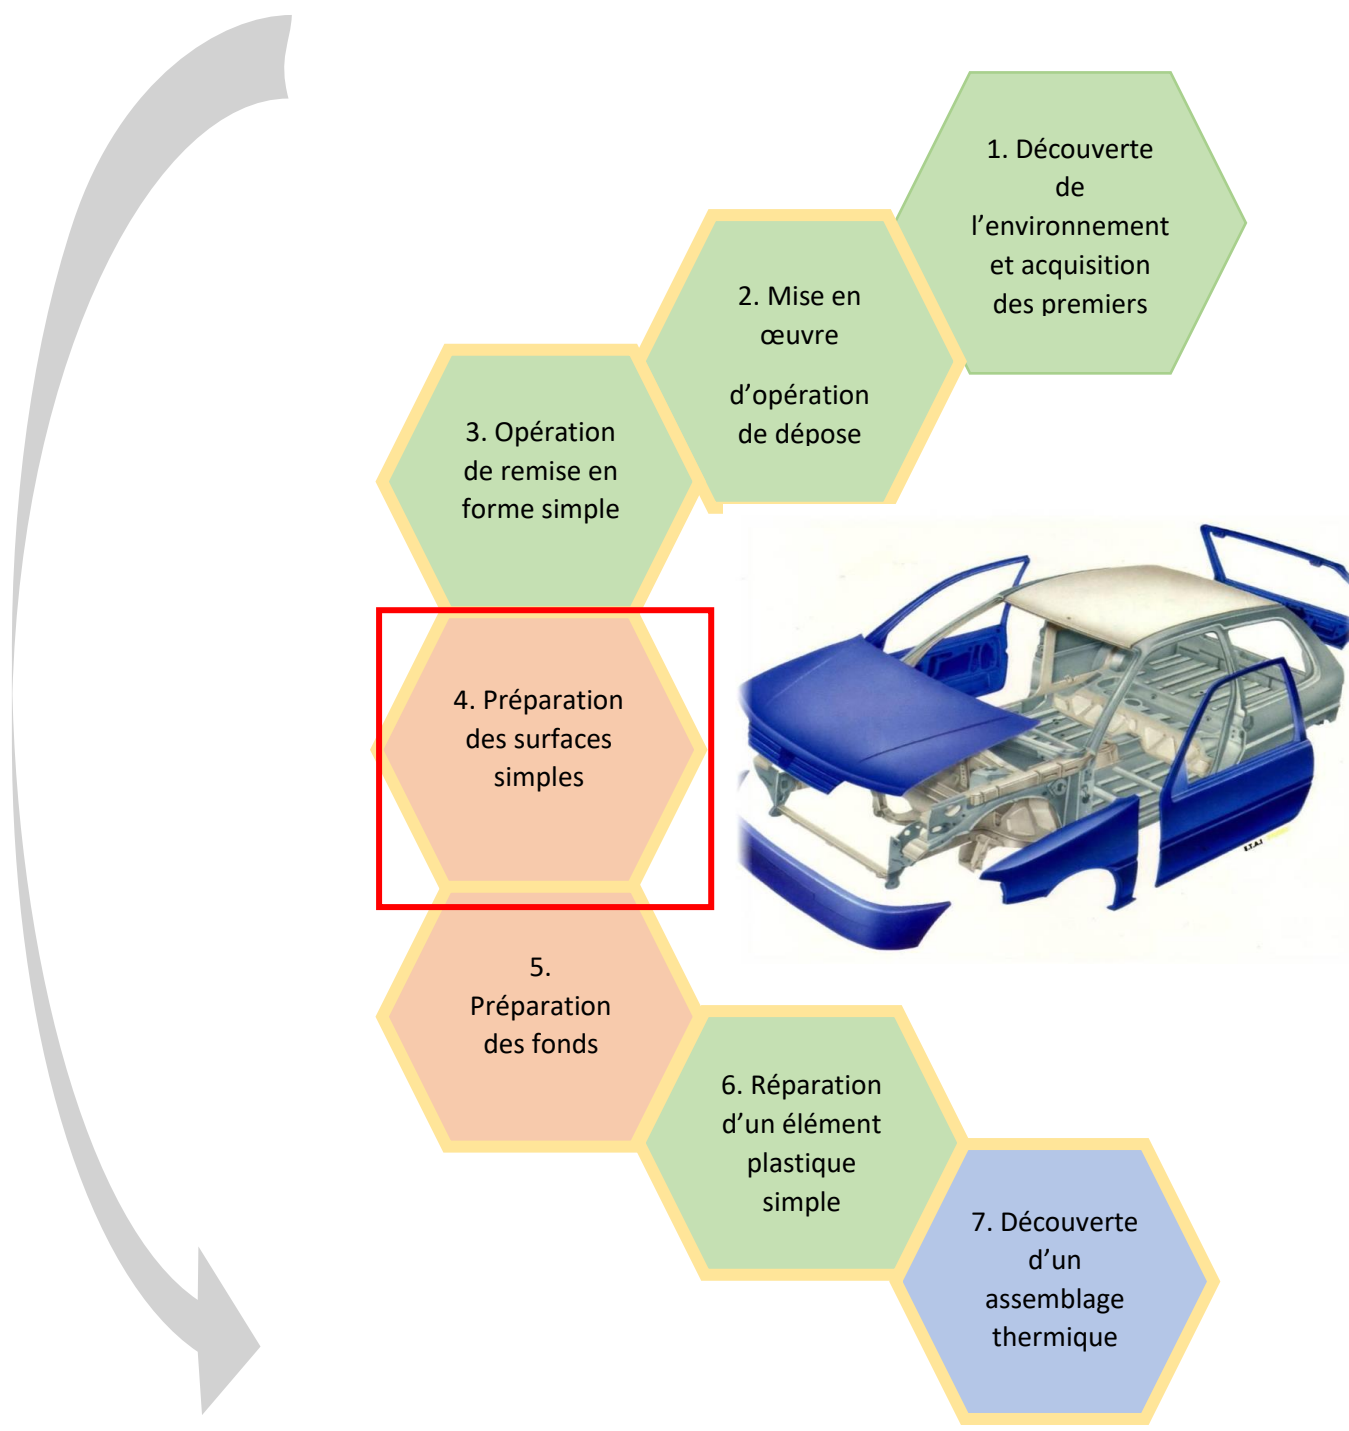 1. Découverte
de
l’environnement
et acquisition
des premiers
2. Mise en
œuvre
d’opération
de dépose
3. Opération
de remise en
forme simple
4. Préparation
des surfaces
simples
E.T.A.I
5.
Préparation
des fonds
6. Réparation
d’un élément
plastique
simple
7. Découverte
d’un
assemblage
thermique